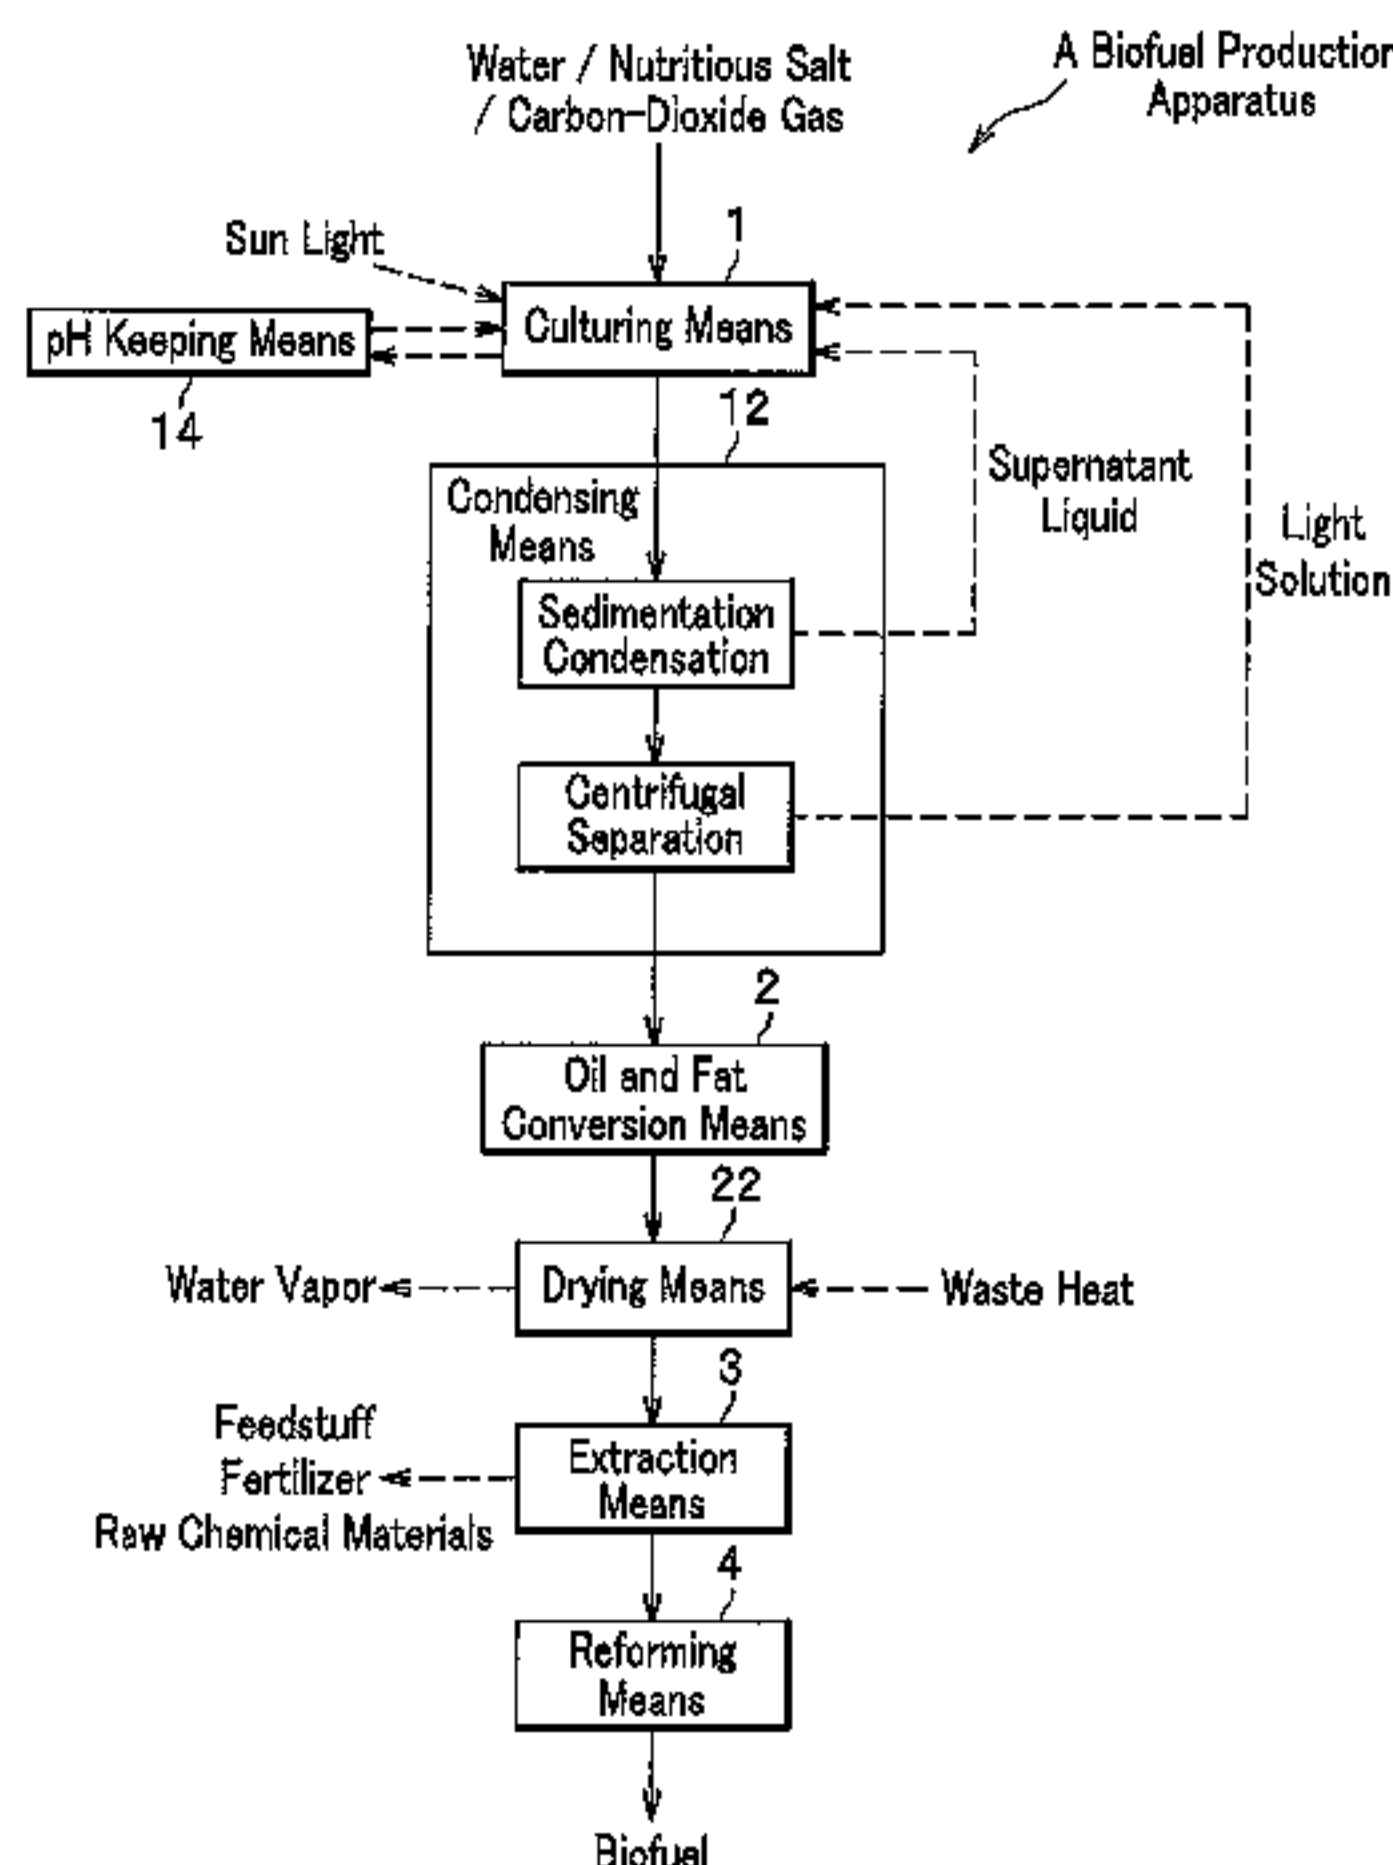 Water / Nutritious Salt
/ Carbon-Dioxide Gas
A Biofuel Production
Apparatus
Sun Light
1
pH Keeping Means
Culturing Means
14
12
Condensing
Means
Supernatant
Liquid
Light
Solution
Sedimentation
Condensation
Centrifugal
Separation
2
Oil and Fat
Conversion Means
22
Water Vapor
Drying Means
Waste Heat
3
Feedstuff
Fertilizer
Raw Chemical Materials
Extraction
Means
4
Reforming
Means
Biofuel